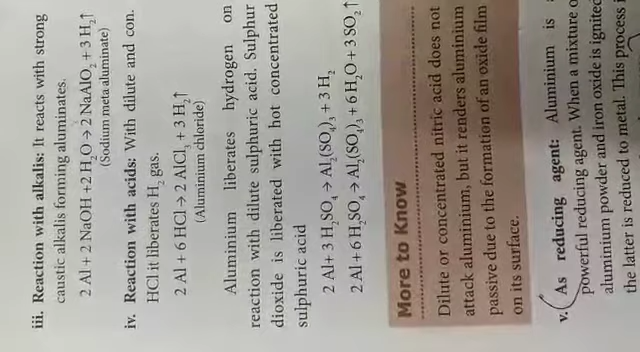 iii. Reaction with alkalis: It reacts with strong
caustic alkalis forming aluminates.
2 Al + 2 NaOH + 2 H₂O → 2 NaAlO₂ + 3 H₂↑
(Sodium meta aluminate)
iv. Reaction with acids: With dilute and con.
HCl it liberates H₂ gas.
2 Al + 6 HCl → 2 AlCl₃ + 3 H₂↑
(Aluminium chloride)
Aluminium liberates hydrogen on
reaction with dilute sulphuric acid. Sulphur
dioxide is liberated with hot concentrated
sulphuric acid
2 Al + 3 H₂SO₄ → Al₂(SO₄)₃ + 3 H₂
2 Al + 6 H₂SO₄ → Al₂(SO₄)₃ + 6 H₂O + 3 SO₂↑
More to Know
Dilute or concentrated nitric acid does not
attack aluminium, but it renders aluminium
passive due to the formation of an oxide film
on its surface.
v. As reducing agent: Aluminium is
powerful reducing agent. When a mixture
aluminium powder and iron oxide is ignited
the latter is reduced to metal. This process